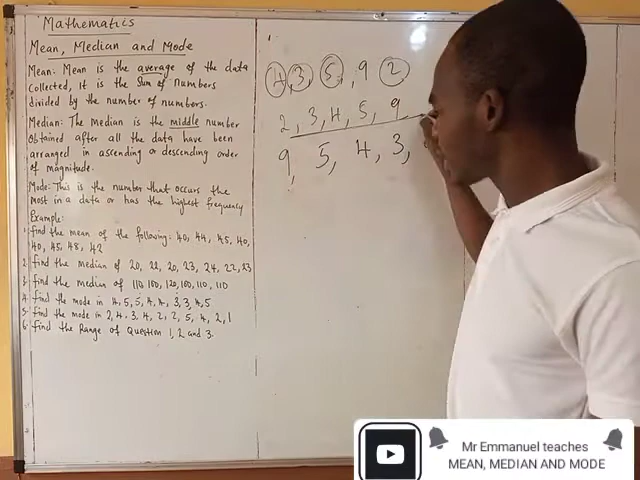 Mathematics
Mean, Median and Mode
Mean: Mean is the average of the data
collected, it is the Sum of numbers
divided by the number of numbers.
Median: The median is the middle number
obtained after all the data have been
arranged in ascending or descending order
of magnitude.
Mode: This is the number that occurs the
most in a data or has the highest frequency
Example:
1 find the mean of the following: 40, 44, 45, 40,
40, 45, 48, 42
2 find the median of 20, 22, 20, 23, 24, 22, 23
3 find the median of 110 180, 120, 180, 110, 110
4 find the mode in 4, 5, 5, 4, 4, 3, 3, 4, 5
5 find the mode in 2, 4, 3, 4, 2, 2, 5, 4, 2, 1
6 find the Range of Question 1, 2 and 3.
4, 3, 5, 9 2
2, 3, 4, 5, 9
9, 5, 4, 3,
Mr Emmanuel teaches
MEAN, MEDIAN AND MODE